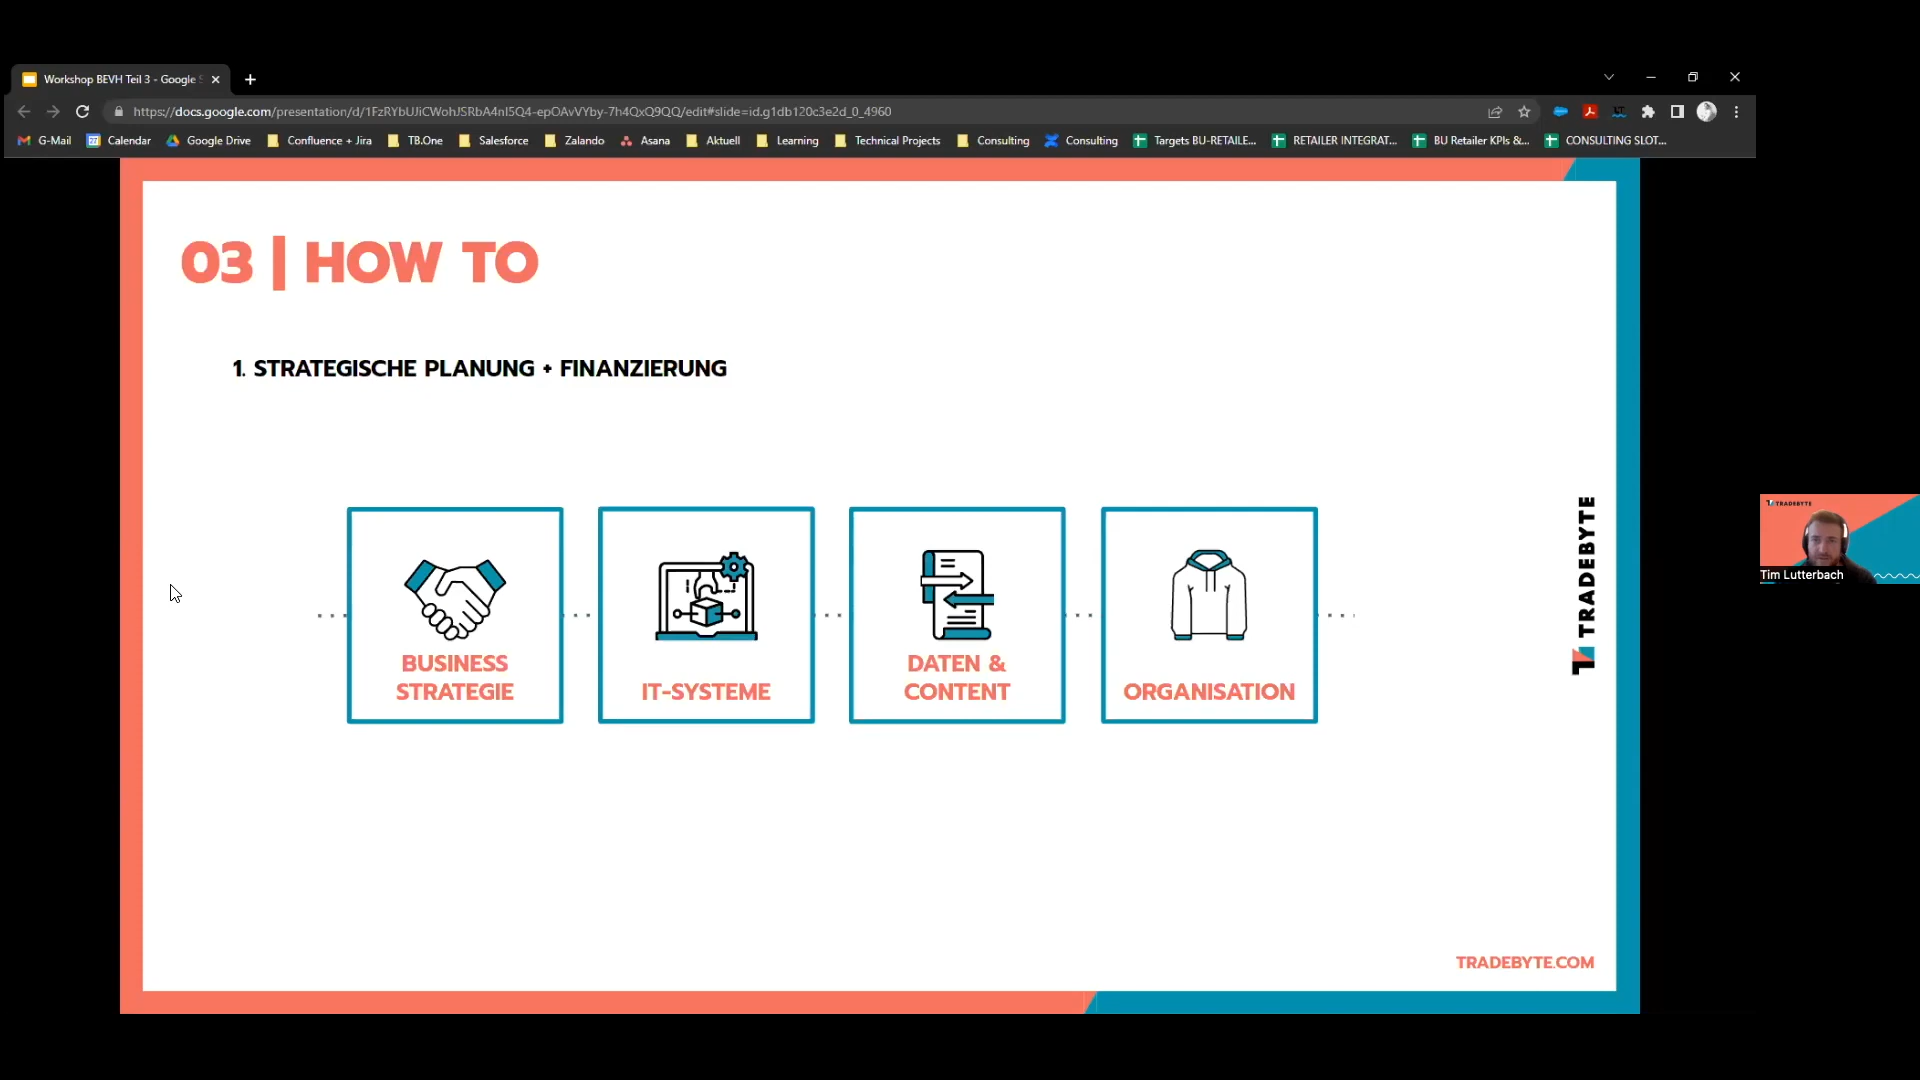 Workshop BEVH Teil 3 - Google S
https://docs.google.com/presentation/d/1FzRYbUJiCWohJSRbA4nI5Q4-epOAvVYby-7h4QxQ9QQ/edit#slide=id.g1db120c3e2d_0_4960
G-Mail Calendar Google Drive Confluence + Jira TB.One Salesforce Zalando Asana Aktuell Learning Technical Projects Consulting Consulting Targets BU-RETAILE... RETAILER INTEGRAT... BU Retailer KPIs &... CONSULTING SLOT...
03 | HOW TO
1. STRATEGISCHE PLANUNG + FINANZIERUNG
BUSINESS
STRATEGIE
IT-SYSTEME
DATEN &
CONTENT
ORGANISATION
TRADEBYTE
TRADEBYTE.COM
TRADEBYTE
Tim Lutterbach